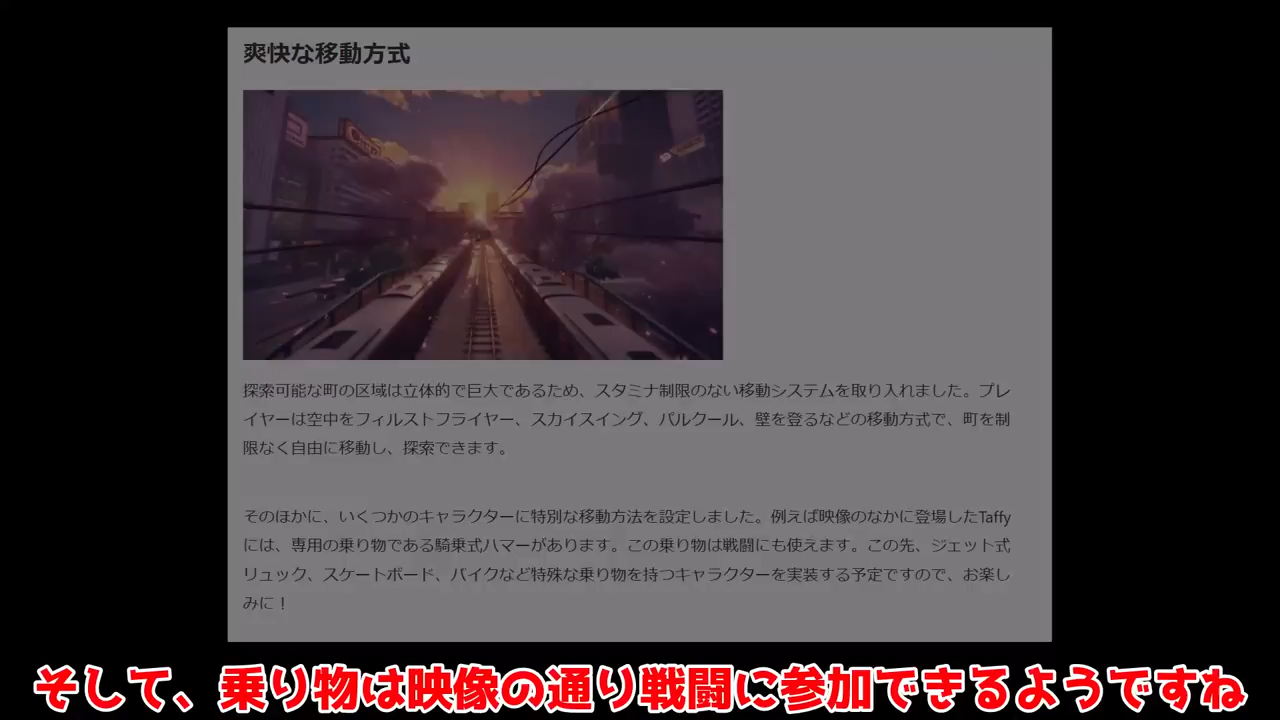 爽快な移動方式
探索可能な町の区域は立体的で巨大であるため、スタミナ制限のない移動システムを取り入れました。プレ
イヤーは空中をフィルストフライヤー、スカイスイング、パルクール、壁を登るなどの移動方式で、町を制
限なく自由に移動し、探索できます。
そのほかに、いくつかのキャラクターに特別な移動方法を設定しました。例えば映像のなかに登場したTaffy
には、専用の乗り物である騎乗式ハマーがあります。この乗り物は戦闘にも使えます。この先、ジェット式
リュック、スケートボード、バイクなど特殊な乗り物を持つキャラクターを実装する予定ですので、お楽し
みに！
そして、乗り物は映像の通り戦闘に参加できるようですね